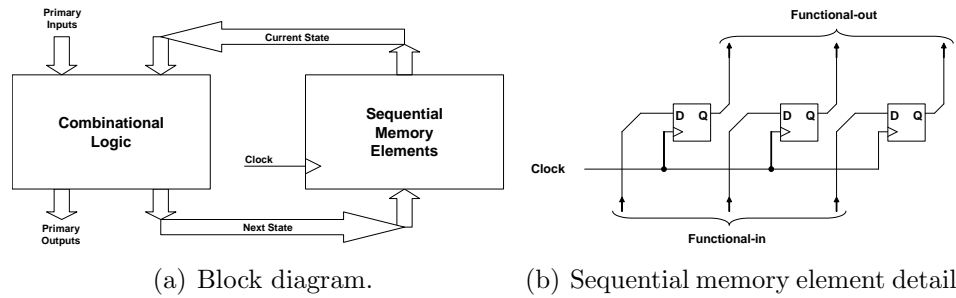 Primary
Inputs
Current State
Combinational
Logic
Sequential
Memory
Elements
Clock
Primary
Outputs
Next State
(a) Block diagram.
Functional-out
D Q
D Q
D Q
Clock
Functional-in
(b) Sequential memory element detail